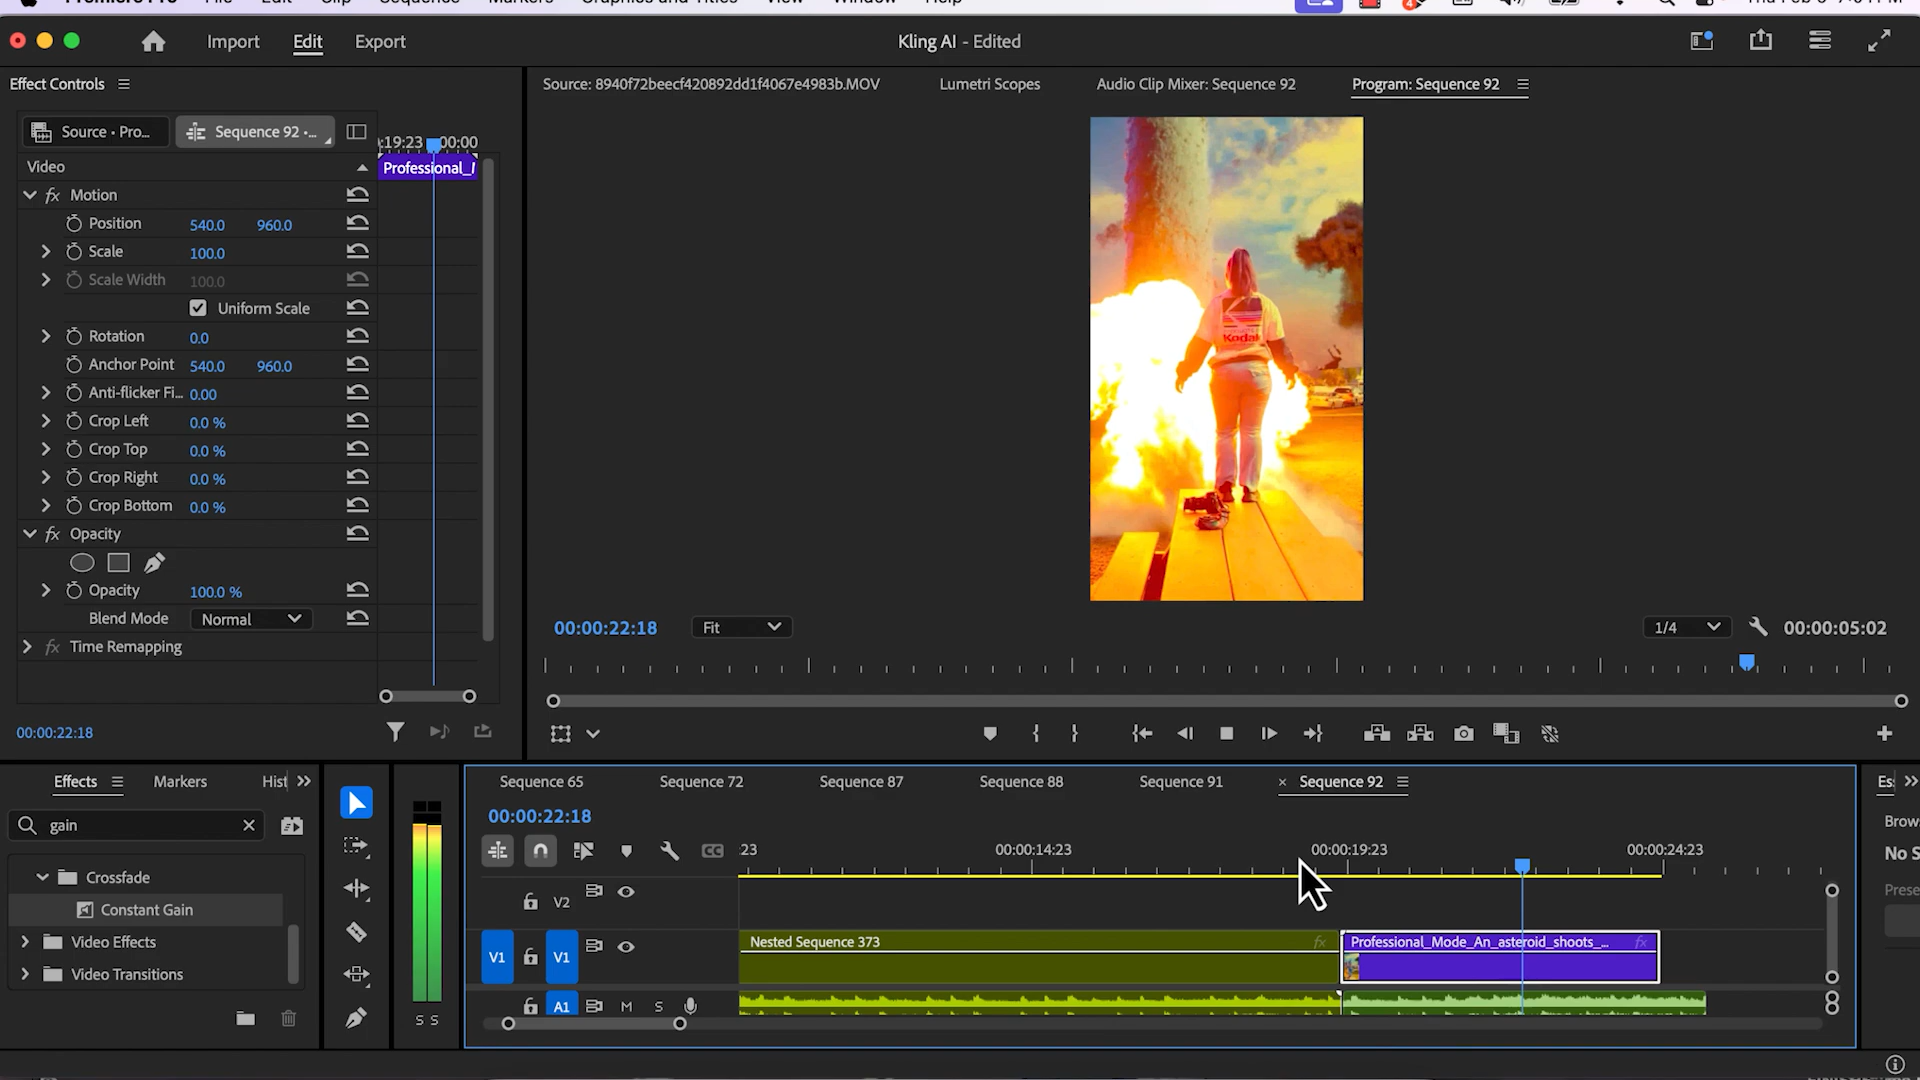 Premiere Pro File Edit Clip Sequence Markers Graphics and Titles View Window Help
Import Edit Export
Kling AI - Edited
Effect Controls
Source: 8940f72beecf420892dd1f4067e4983b.MOV
Lumetri Scopes
Audio Clip Mixer: Sequence 92
Program: Sequence 92
Source • Pro...
Sequence 92 •...
:19:23
00:00
Video
Professional_
Motion
Position 540.0 960.0
Scale 100.0
Scale Width 100.0
Uniform Scale
Rotation 0.0
Anchor Point 540.0 960.0
Anti-flicker Fi... 0.00
Crop Left 0.0 %
Crop Top 0.0 %
Crop Right 0.0 %
Crop Bottom 0.0 %
Opacity
Opacity 100.0 %
Blend Mode Normal
Time Remapping
00:00:22:18
Kodak
00:00:22:18
Fit
1/4
00:00:05:02
Effects
Markers
Hist
gain
Crossfade
Constant Gain
Video Effects
Video Transitions
S S
Sequence 65
Sequence 72
Sequence 87
Sequence 88
Sequence 91
× Sequence 92
00:00:22:18
CC
:23
00:00:14:23
00:00:19:23
00:00:24:23
V2
V1 V1
Nested Sequence 373 fx
Professional_Mode_An_asteroid_shoots_... fx
A1 M S
Es
Brow
No S
Prese